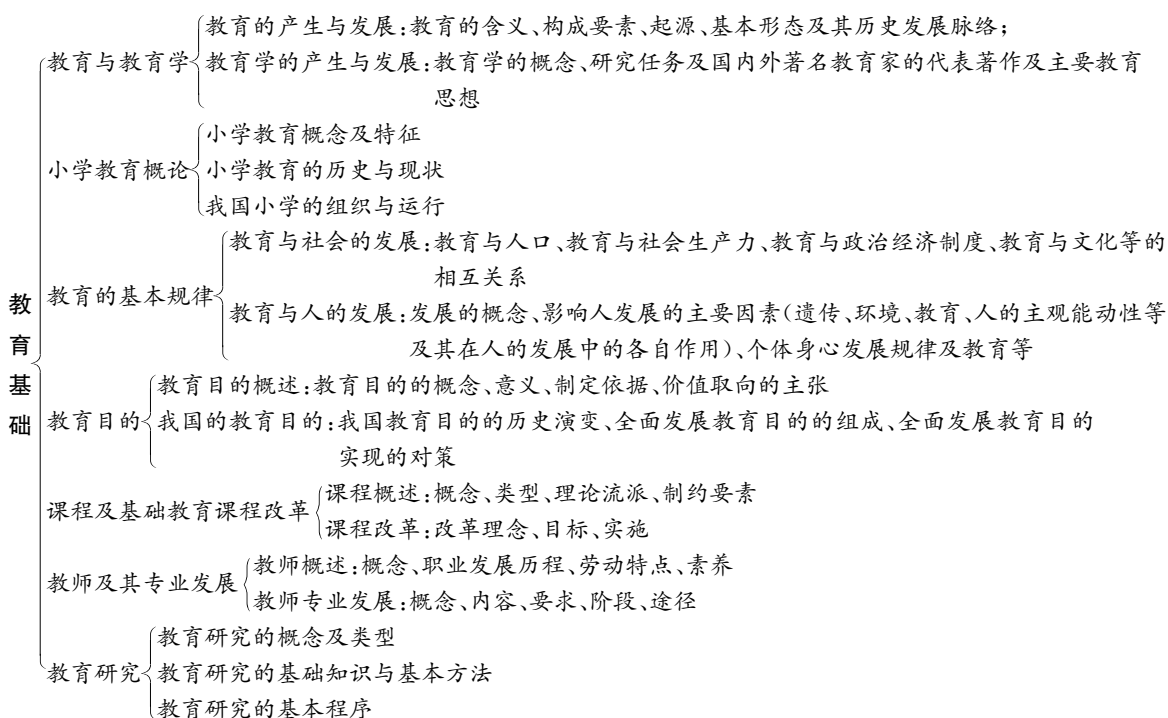 教育基础
教育与教育学
教育的产生与发展:教育的含义、构成要素、起源、基本形态及其历史发展脉络;
教育学的产生与发展:教育学的概念、研究任务及国内外著名教育家的代表著作及主要教育
思想
小学教育概论
小学教育概念及特征
小学教育的历史与现状
我国小学的组织与运行
教育的基本规律
教育与社会的发展:教育与人口、教育与社会生产力、教育与政治经济制度、教育与文化等的
相互关系
教育与人的发展:发展的概念、影响人发展的主要因素(遗传、环境、教育、人的主观能动性等
及其在人的发展中的各自作用)、个体身心发展规律及教育等
教育目的
教育目的概述:教育目的的概念、意义、制定依据、价值取向的主张
我国的教育目的:我国教育目的的历史演变、全面发展教育目的的组成、全面发展教育目的
实现的对策
课程及基础教育课程改革
课程概述:概念、类型、理论流派、制约要素
课程改革:改革理念、目标、实施
教师及其专业发展
教师概述:概念、职业发展历程、劳动特点、素养
教师专业发展:概念、内容、要求、阶段、途径
教育研究
教育研究的概念及类型
教育研究的基础知识与基本方法
教育研究的基本程序